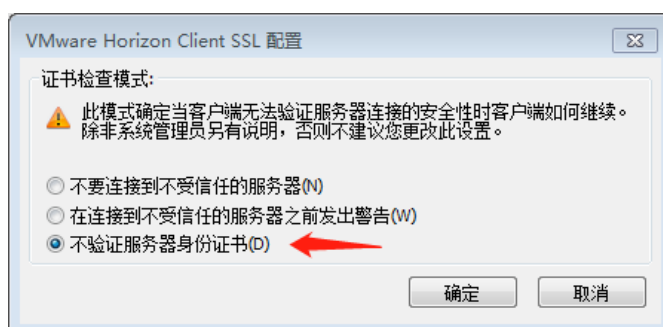 VMware Horizon Client SSL 配置
证书检查模式:
此模式确定当客户端无法验证服务器连接的安全性时客户端如何继续。
除非系统管理员另有说明，否则不建议您更改此设置。
不要连接到不受信任的服务器(N)
在连接到不受信任的服务器之前发出警告(W)
不验证服务器身份证书(D)
确定 取消